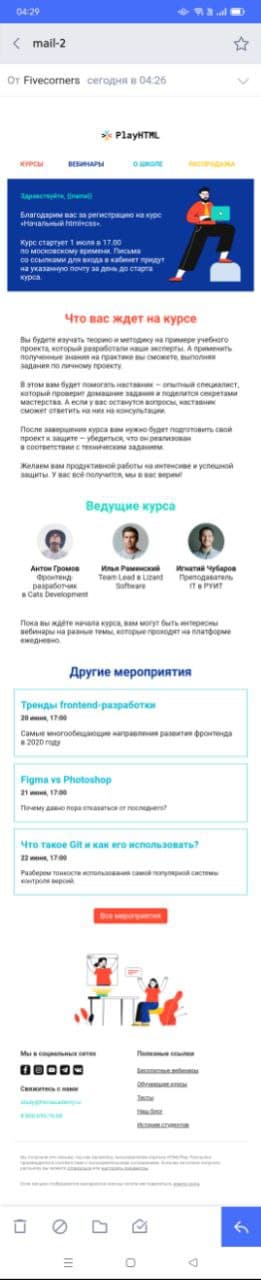 04:29
mail-2
От Fivecorners сегодня в 04:26
PlayHTML
КУРСЫ ВЕБИНАРЫ О ШКОЛЕ РАСПРОДАЖА
Здравствуйте, {{name}}
Благодарим вас за регистрацию на курс
«Начальный html+css».
Курс стартует 1 июля в 17.00
по московскому времени. Письма
со ссылками для входа в кабинет придут
на указанную почту за день до старта
курса.
Что вас ждет на курсе
Вы будете изучать теорию и методику на примере учебного
проекта, который разработали наши эксперты. А применить
полученные знания на практике вы сможете, выполняя
задания по личному проекту.
В этом вам будет помогать наставник — опытный специалист,
который проверит домашние задания и поделится секретами
мастерства. А если у вас останутся вопросы, наставник
сможет ответить на них на консультации.
После завершения курса вам нужно будет подготовить свой
проект к защите — убедиться, что он реализован
в соответствии с техническим заданием.
Желаем вам продуктивной работы на интенсиве и успешной
защиты. У вас всё получится, мы в вас верим!
Ведущие курса
Антон Громов
Фронтенд-
разработчик
в Cats Development
Илья Раменский
Team Lead в Lizard
Software
Игнатий Чубаров
Преподаватель
IT в РУИТ
Пока вы ждёте начала курса, вам могут быть интересны
вебинары на разные темы, которые проходят на платформе
ежедневно.
Другие мероприятия
Тренды frontend-разработки
20 июня, 17:00
Самые многообещающие направления развития фронтенда
в 2020 году
Figma vs Photoshop
21 июня, 17:00
Почему давно пора отказаться от последнего?
Что такое Git и как его использовать?
22 июня, 17:00
Разберем тонкости использования самой популярной системы
контроля версий.
Все мероприятия
Мы в социальных сетях
Свяжитесь с нами
Полезные ссылки
Бесплатные вебинары
Обучающие курсы
Тесты
Наш блог
Истории студентов